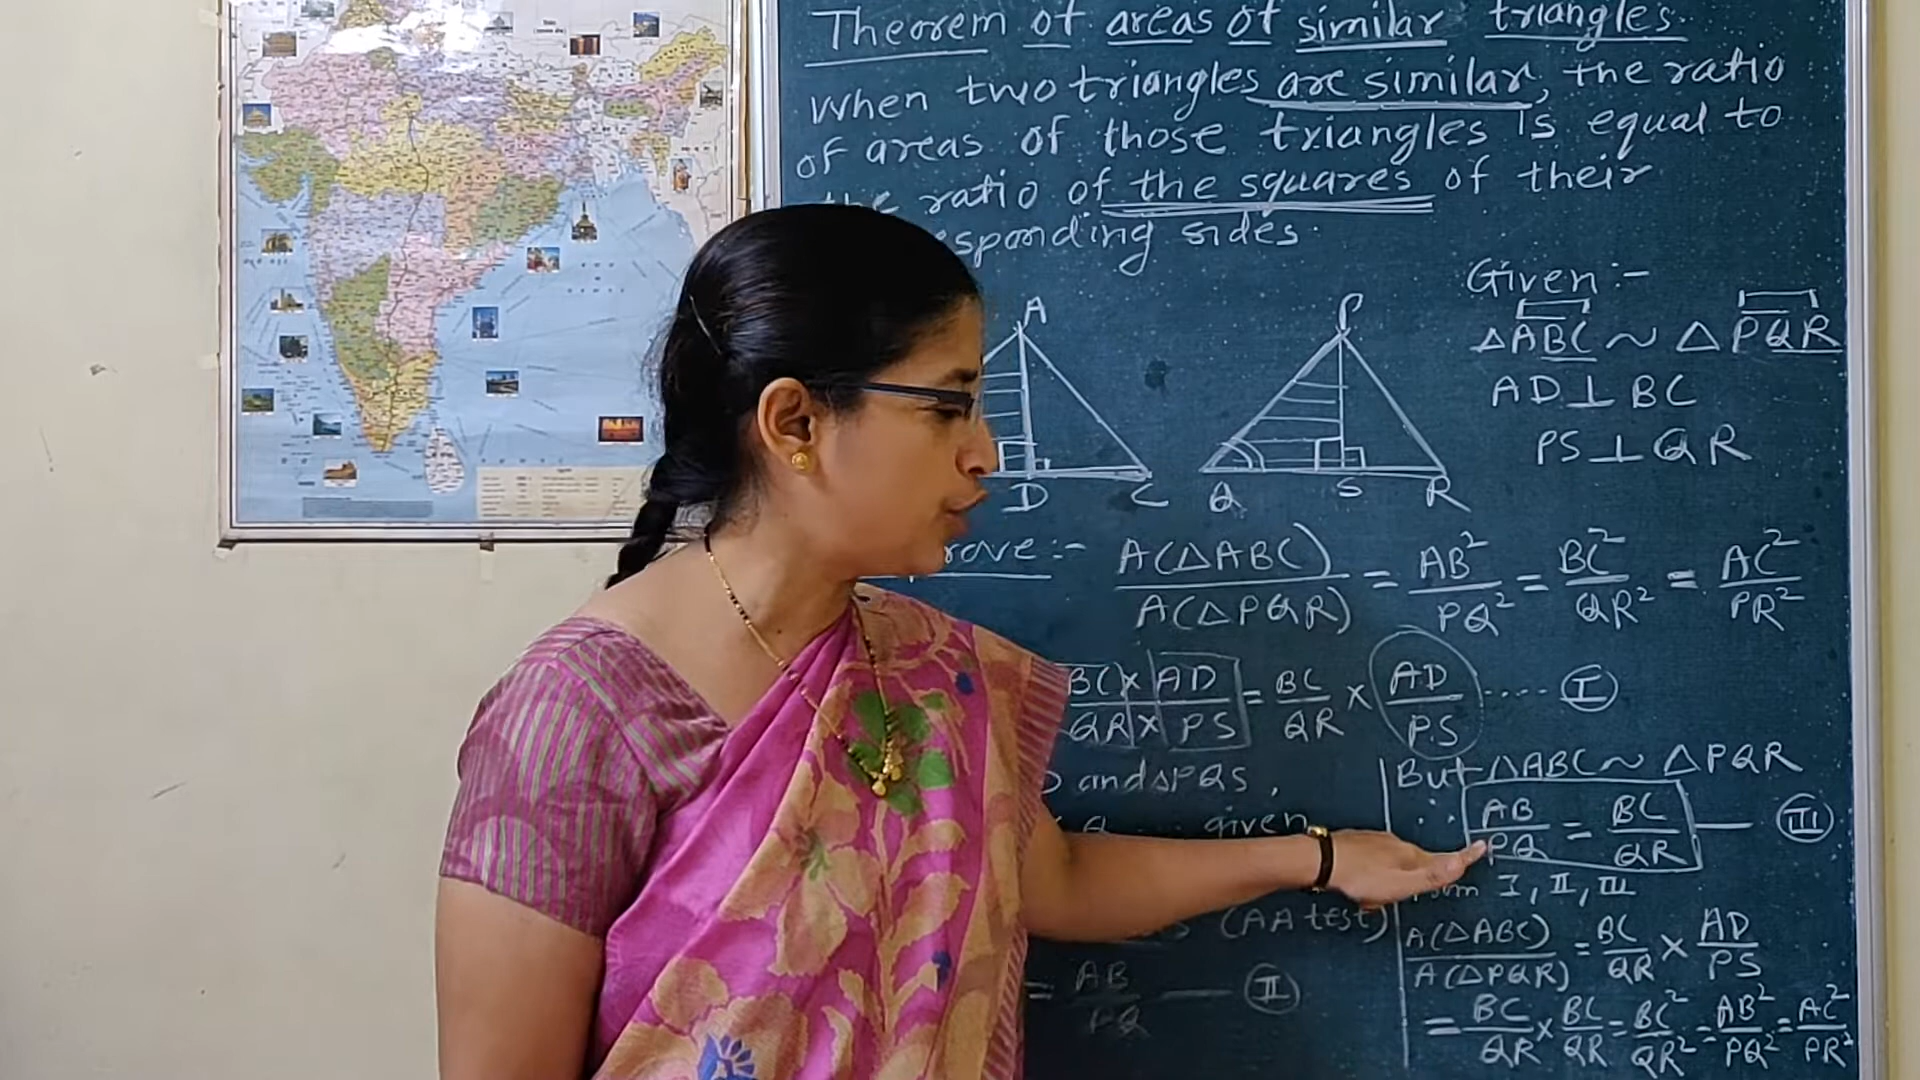 Theorem of areas of similar triangles.
When two triangles are similar, the ratio
of areas of those triangles is equal to
the ratio of the squares of their
sponding sides.
Given :-
△ABC ~ △PQR
AD ⊥ BC
PS ⊥ QR
A
D C
P
Q S R
rove :- A(△ABC) / A(△PQR) = AB² / PQ² = BC² / QR² = AC² / PR²
BC × AD / QR × PS = BC / QR × AD / PS ..... I
D and △PQS,
Q ... given
(AA test)
= AB / PQ — II
But △ABC ~ △PQR
∴ AB / PQ = BC / QR — III
From I, II, III
A(△ABC) / A(△PQR) = BC / QR × AD / PS
= BC / QR × BC / QR = BC² / QR² = AB² / PQ² = AC² / PR²